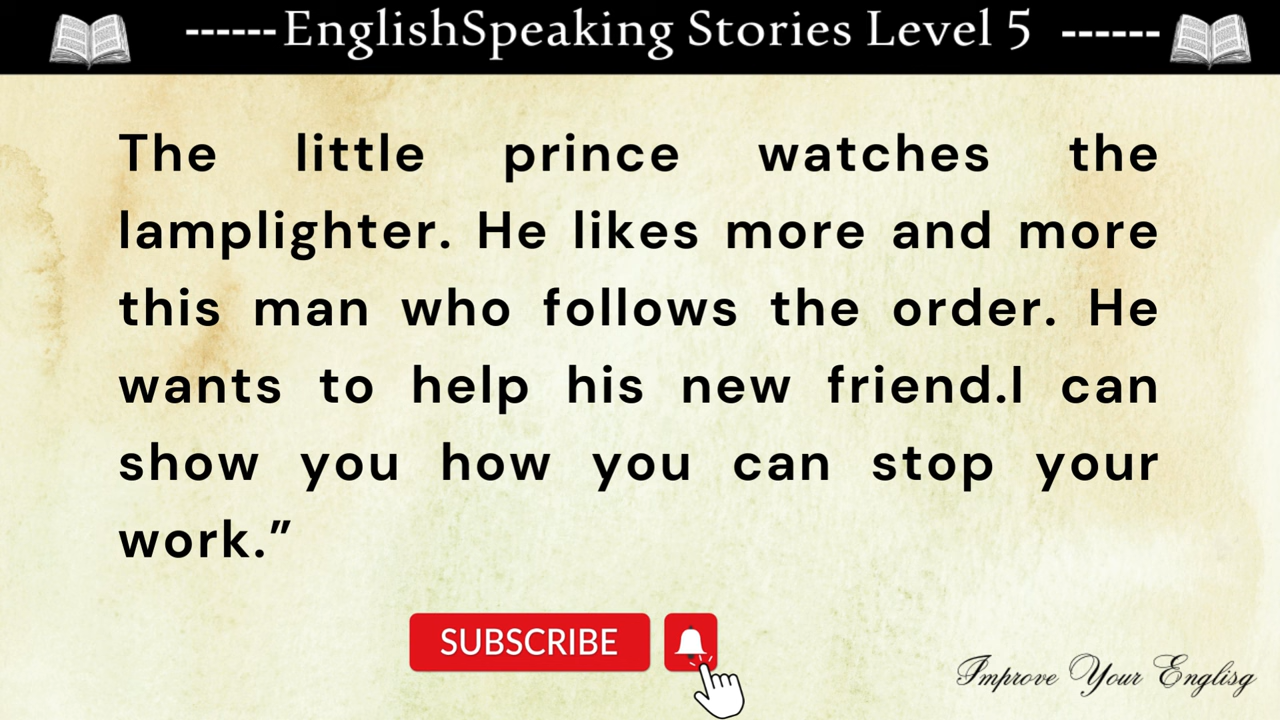 ------EnglishSpeaking Stories Level 5 ------
The little prince watches the
lamplighter. He likes more and more
this man who follows the order. He
wants to help his new friend.I can
show you how you can stop your
work.”
SUBSCRIBE
Improve Your Englisg